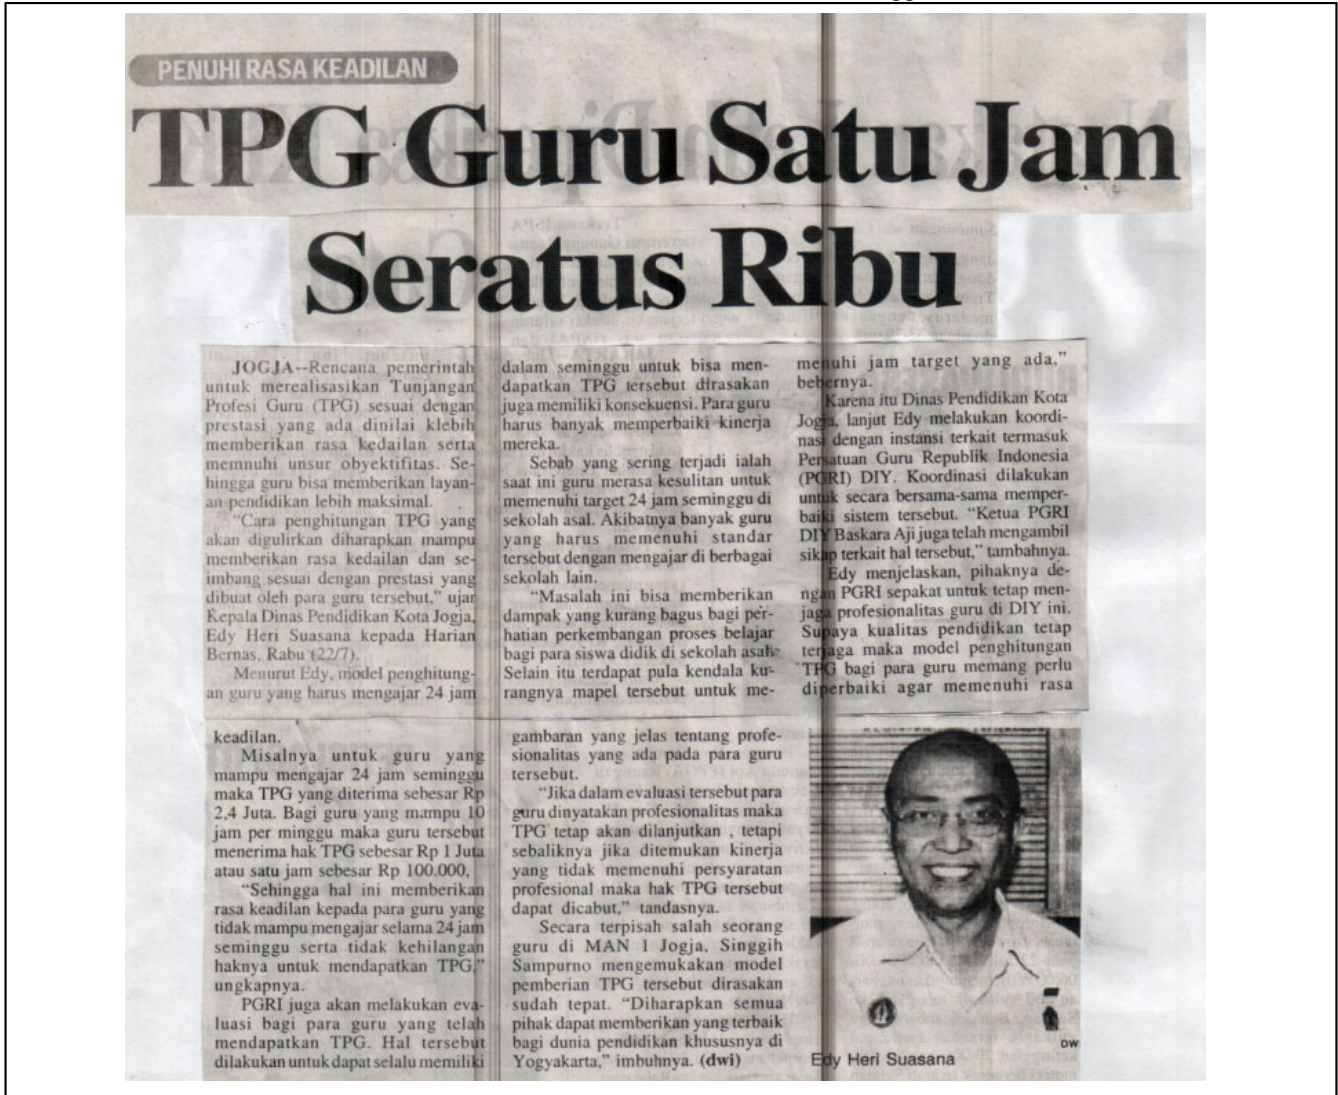 PENUHI RASA KEADILAN
TPG Guru Satu Jam
Seratus Ribu
JOGJA--Rencana pemerintah
untuk merealisasikan Tunjangan
Profesi Guru (TPG) sesuai dengan
prestasi yang ada dinilai klebih
memberikan rasa kedailan serta
memnuhi unsur obyektifitas. Se-
hingga guru bisa memberikan layan-
an pendidikan lebih maksimal.
"Cara penghitungan TPG yang
akan digulirkan diharapkan mampu
memberikan rasa kedailan dan se-
imbang sesuai dengan prestasi yang
dibuat oleh para guru tersebut," ujar
Kepala Dinas Pendidikan Kota Jogja,
Edy Heri Suasana kepada Harian
Bernas, Rabu (22/7).
Menurut Edy, model penghitung-
an guru yang harus mengajar 24 jam
dalam seminggu untuk bisa men-
dapatkan TPG tersebut dirasakan
juga memiliki konsekuensi. Para guru
harus banyak memperbaiki kinerja
mereka.
Sebab yang sering terjadi ialah
saat ini guru merasa kesulitan untuk
memenuhi target 24 jam seminggu di
sekolah asal. Akibatnya banyak guru
yang harus memenuhi standar
tersebut dengan mengajar di berbagai
sekolah lain.
"Masalah ini bisa memberikan
dampak yang kurang bagus bagi per-
hatian perkembangan proses belajar
bagi para siswa didik di sekolah asal.
Selain itu terdapat pula kendala ku-
rangnya mapel tersebut untuk me-
menuhi jam target yang ada,"
bebernya.
Karena itu Dinas Pendidikan Kota
Jogja, lanjut Edy melakukan koordi-
nasi dengan instansi terkait termasuk
Persatuan Guru Republik Indonesia
(PGRI) DIY. Koordinasi dilakukan
untuk secara bersama-sama memper-
baiki sistem tersebut. "Ketua PGRI
DIY Baskara Aji juga telah mengambil
sikap terkait hal tersebut," tambahnya.
Edy menjelaskan, pihaknya de-
ngan PGRI sepakat untuk tetap men-
jaga profesionalitas guru di DIY ini.
Supaya kualitas pendidikan tetap
terjaga maka model penghitungan
TPG bagi para guru memang perlu
diperbaiki agar memenuhi rasa
keadilan.
Misalnya untuk guru yang
mampu mengajar 24 jam seminggu
maka TPG yang diterima sebesar Rp
2,4 Juta. Bagi guru yang mampu 10
jam per minggu maka guru tersebut
menerima hak TPG sebesar Rp 1 Juta
atau satu jam sebesar Rp 100.000,
"Sehingga hal ini memberikan
rasa keadilan kepada para guru yang
tidak mampu mengajar selama 24 jam
seminggu serta tidak kehilangan
haknya untuk mendapatkan TPG,"
ungkapnya.
PGRI juga akan melakukan eva-
luasi bagi para guru yang telah
mendapatkan TPG. Hal tersebut
dilakukan untuk dapat selalu memiliki
gambaran yang jelas tentang profe-
sionalitas yang ada pada para guru
tersebut.
"Jika dalam evaluasi tersebut para
guru dinyatakan profesionalitas maka
TPG tetap akan dilanjutkan , tetapi
sebaliknya jika ditemukan kinerja
yang tidak memenuhi persyaratan
profesional maka hak TPG tersebut
dapat dicabut," tandasnya.
Secara terpisah salah seorang
guru di MAN 1 Jogja, Singgih
Sampurno mengemukakan model
pemberian TPG tersebut dirasakan
sudah tepat. "Diharapkan semua
pihak dapat memberikan yang terbaik
bagi dunia pendidikan khususnya di
Yogyakarta," imbuhnya. (dwi)
DW
Edy Heri Suasana